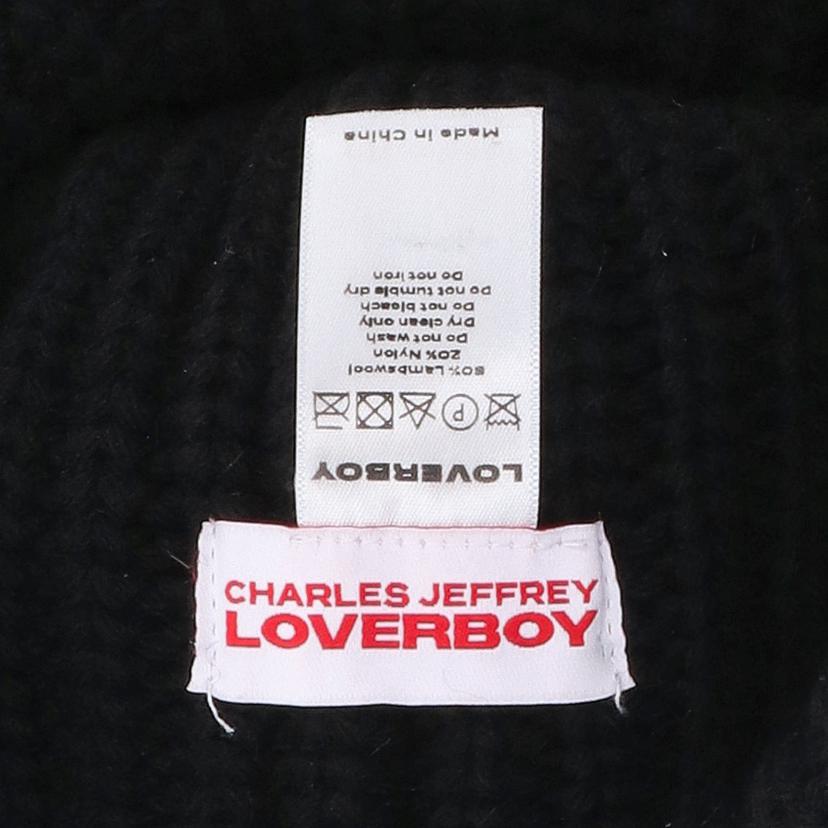 CHARLES JEFFREY
LOVERBOY
LOVERBOY
P
80% Lambswool
20% Nylon
Do not wash
Dry clean only
Do not bleach
Do not tumble dry
Do not iron
Made in China